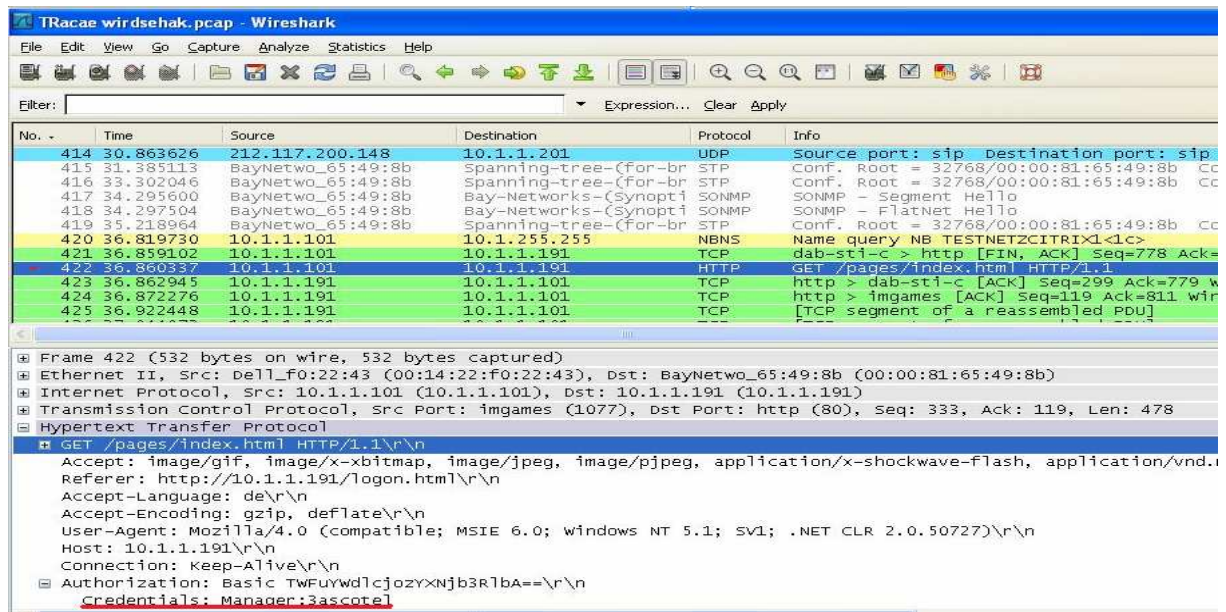 TRacae wirdsehak.pcap - Wireshark
File Edit View Go Capture Analyze Statistics Help
Filter: Expression... Clear Apply
No. - Time Source Destination Protocol Info
414 30.863626 212.117.200.148 10.1.1.201 UDP Source port: sip Destination port: sip
415 31.385113 BayNetwo_65:49:8b Spanning-tree-(for-br STP Conf. Root = 32768/00:00:81:65:49:8b Co
416 33.302046 BayNetwo_65:49:8b Spanning-tree-(for-br STP Conf. Root = 32768/00:00:81:65:49:8b Co
417 34.295600 BayNetwo_65:49:8b Bay-Networks-(Synopti SONMP SONMP - Segment Hello
418 34.297504 BayNetwo_65:49:8b Bay-Networks-(Synopti SONMP SONMP - FlatNet Hello
419 35.218964 BayNetwo_65:49:8b Spanning-tree-(for-br STP Conf. Root = 32768/00:00:81:65:49:8b Co
420 36.819730 10.1.1.101 10.1.255.255 NBNS Name query NB TESTNETZCITRIX1<1c>
421 36.859102 10.1.1.101 10.1.1.191 TCP dab-sti-c > http [FIN, ACK] Seq=778 Ack=
422 36.860337 10.1.1.101 10.1.1.191 HTTP GET /pages/index.html HTTP/1.1
423 36.862945 10.1.1.191 10.1.1.101 TCP http > dab-sti-c [ACK] Seq=299 Ack=779 W
424 36.872276 10.1.1.191 10.1.1.101 TCP http > imgames [ACK] Seq=119 Ack=811 Win
425 36.922448 10.1.1.191 10.1.1.101 TCP [TCP segment of a reassembled PDU]
Frame 422 (532 bytes on wire, 532 bytes captured)
Ethernet II, Src: Dell_f0:22:43 (00:14:22:f0:22:43), Dst: BayNetwo_65:49:8b (00:00:81:65:49:8b)
Internet Protocol, Src: 10.1.1.101 (10.1.1.101), Dst: 10.1.1.191 (10.1.1.191)
Transmission Control Protocol, Src Port: imgames (1077), Dst Port: http (80), Seq: 333, Ack: 119, Len: 478
Hypertext Transfer Protocol
GET /pages/index.html HTTP/1.1\r\n
Accept: image/gif, image/x-xbitmap, image/jpeg, image/pjpeg, application/x-shockwave-flash, application/vnd.
Referer: http://10.1.1.191/logon.html\r\n
Accept-Language: de\r\n
Accept-Encoding: gzip, deflate\r\n
User-Agent: Mozilla/4.0 (compatible; MSIE 6.0; Windows NT 5.1; SV1; .NET CLR 2.0.50727)\r\n
Host: 10.1.1.191\r\n
Connection: Keep-Alive\r\n
Authorization: Basic TWFuYWdlcjozYXNjb3RlbA==\r\n
Credentials: Manager:3ascotel